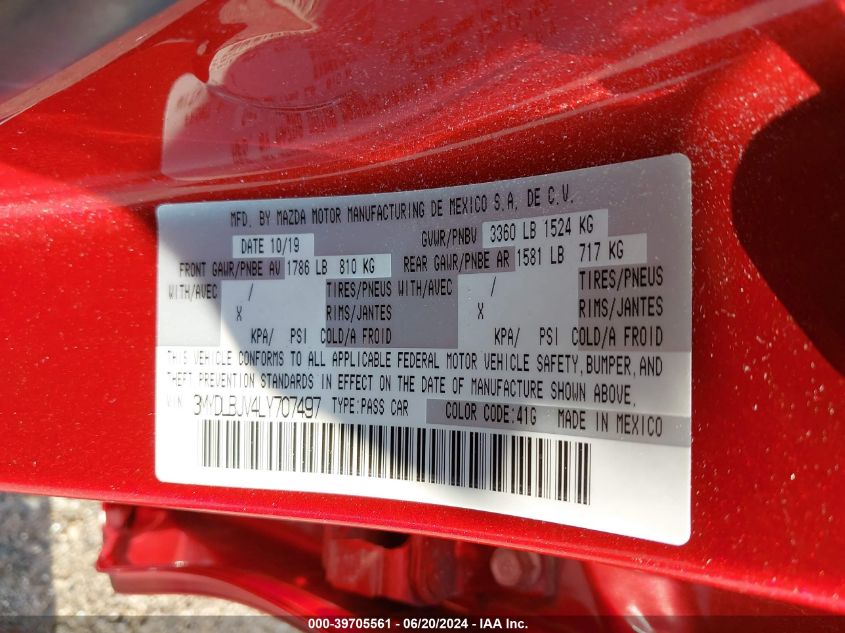 MFD. BY MAZDA MOTOR MANUFACTURING DE MEXICO S.A. DE C.V.
DATE 10/19 GVWR/PNBV 3360 LB 1524 KG
FRONT GAWR/PNBE AV 1786 LB 810 KG REAR GAWR/PNBE AR 1581 LB 717 KG
WITH/AVEC / TIRES/PNEUS WITH/AVEC / TIRES/PNEUS
X RIMS/JANTES X RIMS/JANTES
KPA/ PSI COLD/A FROID KPA/ PSI COLD/A FROID
THIS VEHICLE CONFORMS TO ALL APPLICABLE FEDERAL MOTOR VEHICLE SAFETY, BUMPER, AND
THEFT PREVENTION STANDARDS IN EFFECT ON THE DATE OF MANUFACTURE SHOWN ABOVE.
VIN 3MYDLBJV4LY707497 TYPE:PASS CAR COLOR CODE:41G MADE IN MEXICO
000-39705561 / 06/20/2024 - IAA Inc.